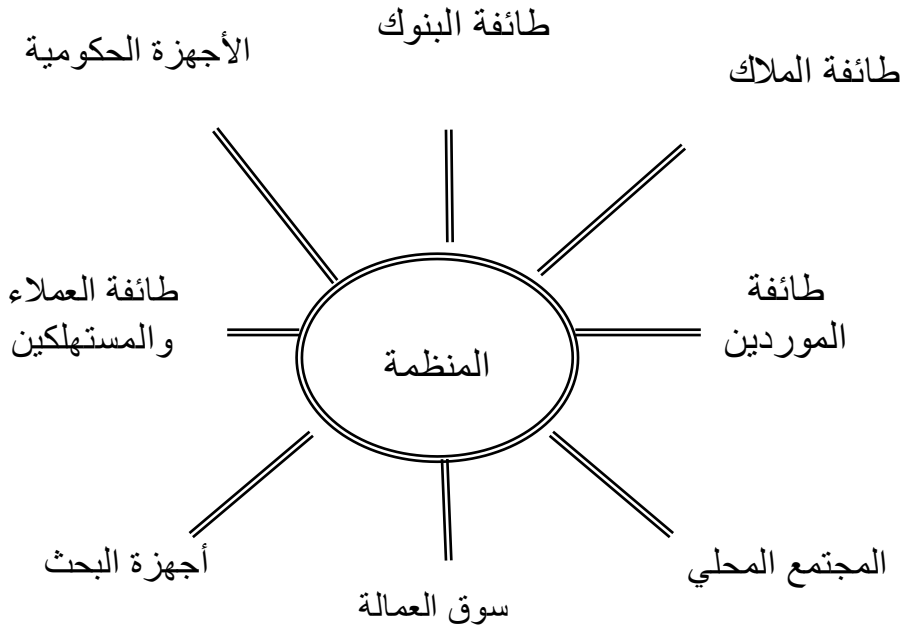 طائفة البنوك
الأجهزة الحكومية
طائفة الملاك
طائفة
الموردين
طائفة العملاء
والمستهلكين
المنظمة
المجتمع المحلي
أجهزة البحث
سوق العمالة